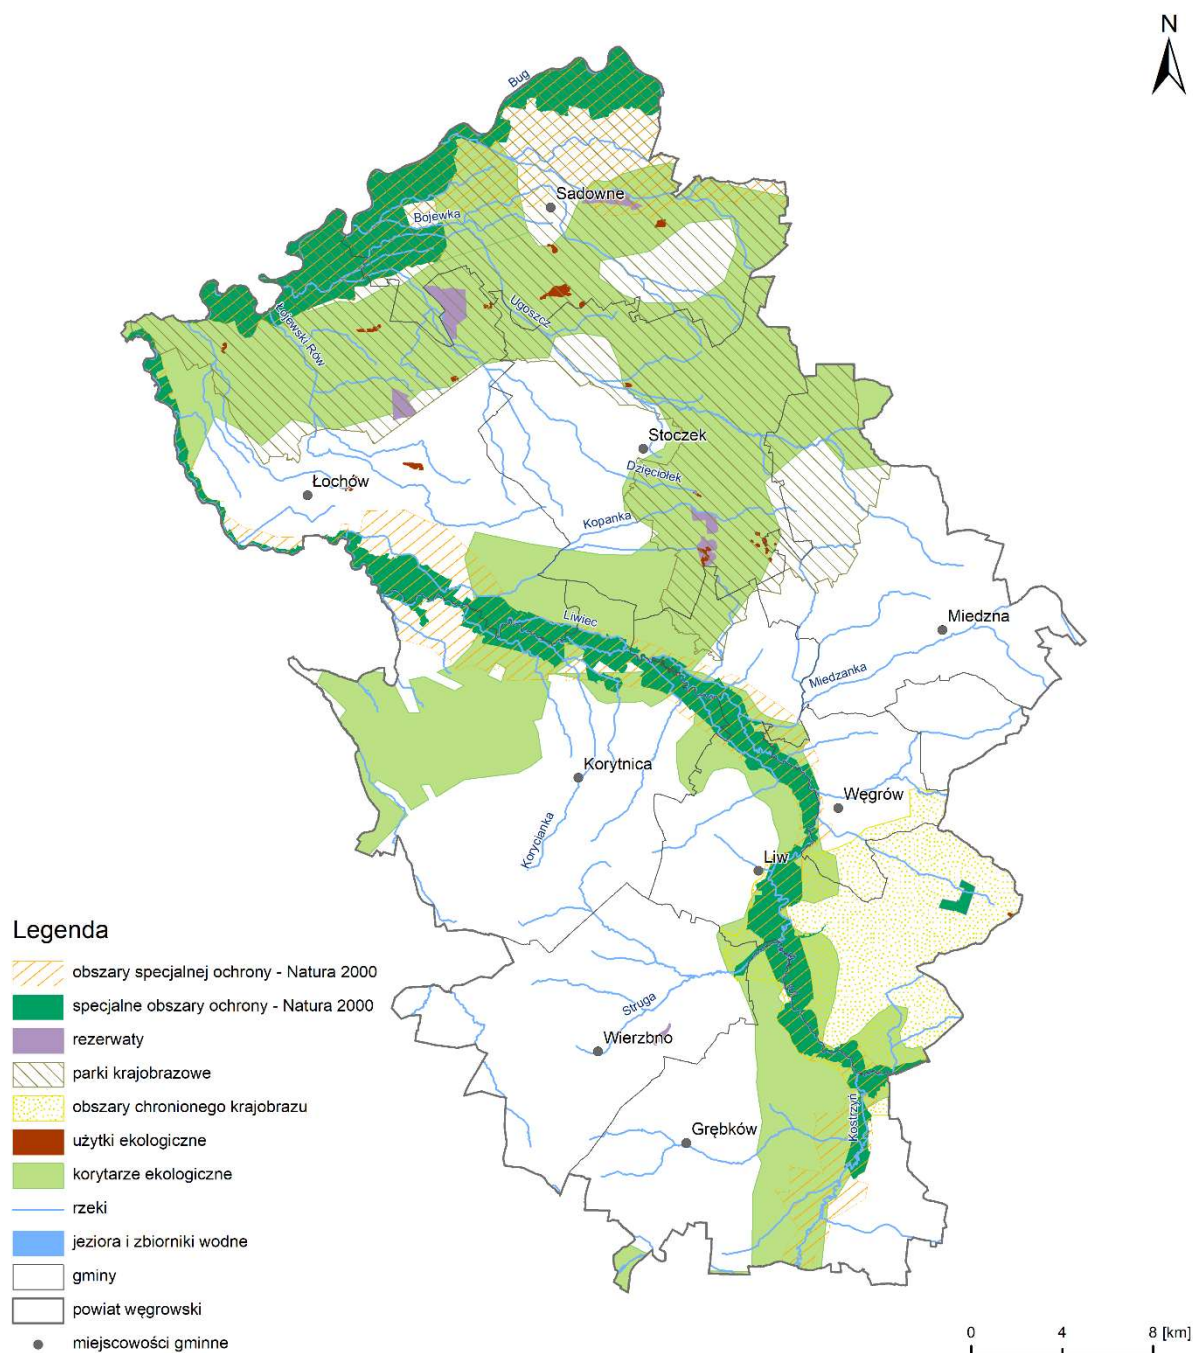 N
Bug
Sadowne
Bojewka
Ugoszcz
Łojewski Rów
Stoczek
Dzięciołek
Łochów
Kopanka
Liwiec
Miedzna
Miedzanka
Korytnica
Węgrów
Korycianka
Liw
Struga
Wierzbno
Kostrzyń
Grębków
Legenda
obszary specjalnej ochrony - Natura 2000
specjalne obszary ochrony - Natura 2000
rezerwaty
parki krajobrazowe
obszary chronionego krajobrazu
użytki ekologiczne
korytarze ekologiczne
rzeki
jeziora i zbiorniki wodne
gminy
powiat węgrowski
miejscowości gminne
0 4 8 [km]